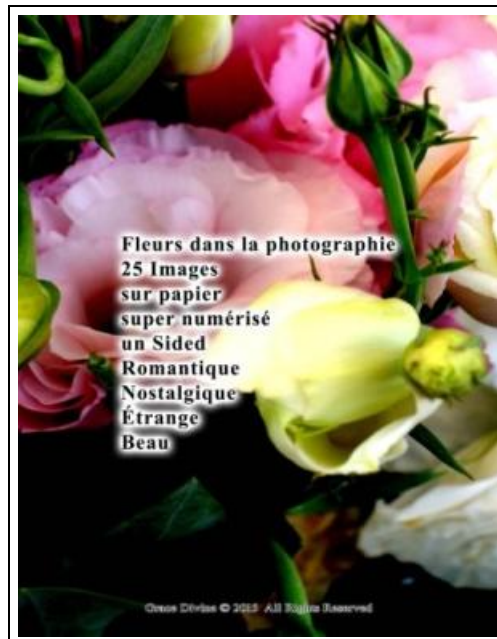 Fleurs dans la photographie
25 Images
sur papier
super numérisé
un Sided
Romantique
Nostalgique
Étrange
Beau
Grace Divine © 2015 All Rights Reserved